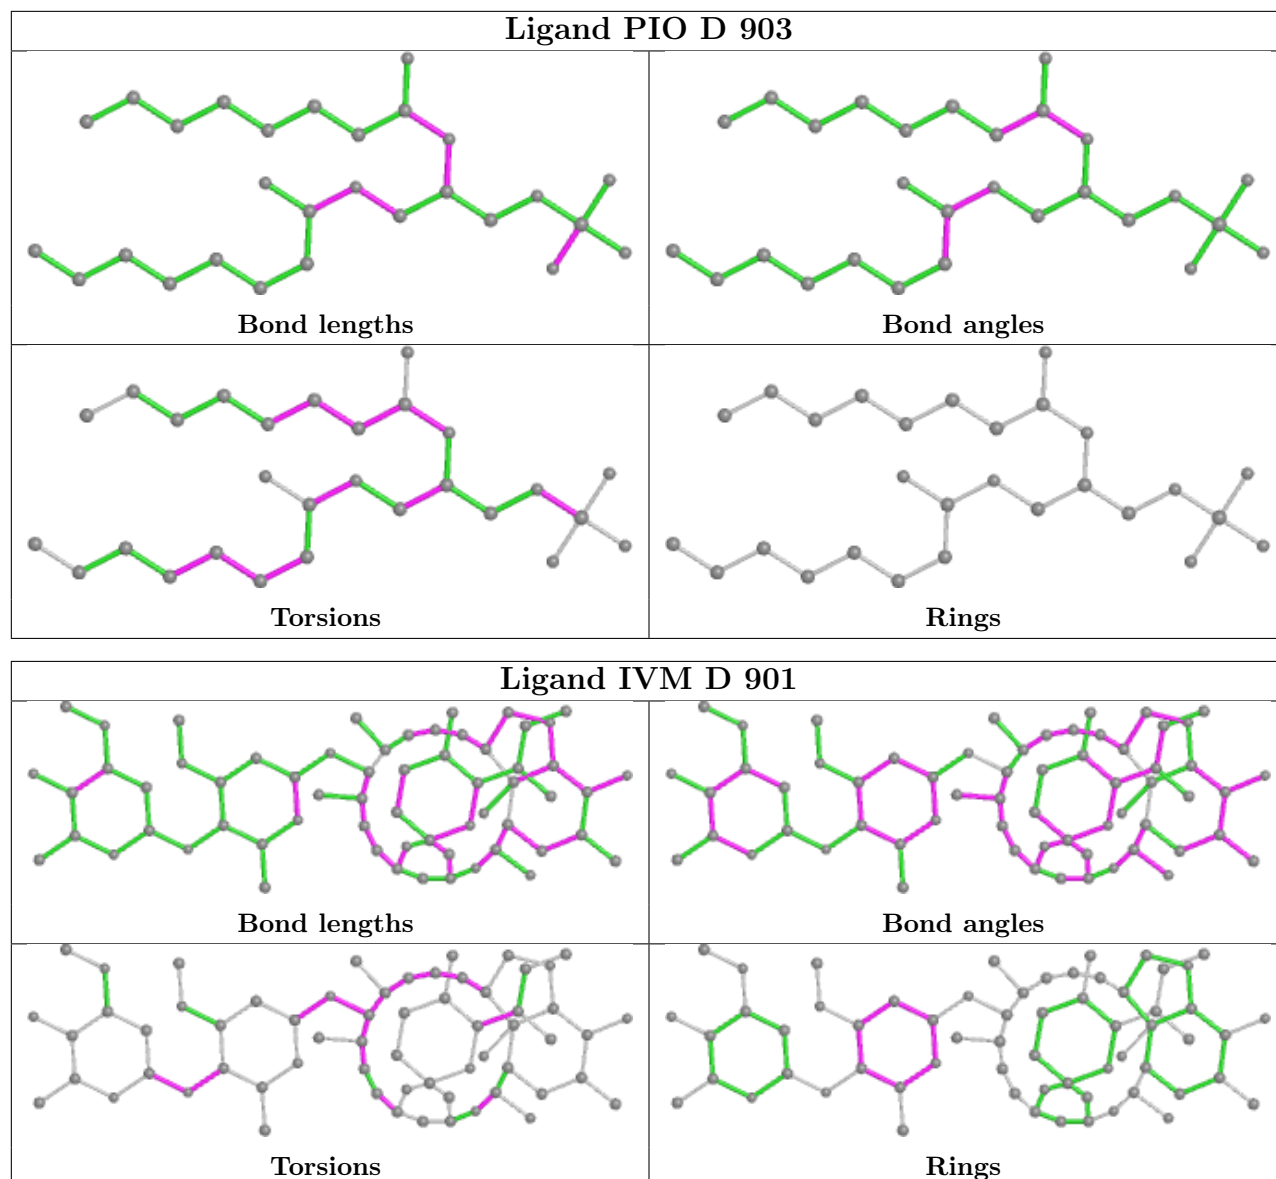 Ligand PIO D 903
Bond lengths
Bond angles
Torsions
Rings
Ligand IVM D 901
Bond lengths
Bond angles
Torsions
Rings